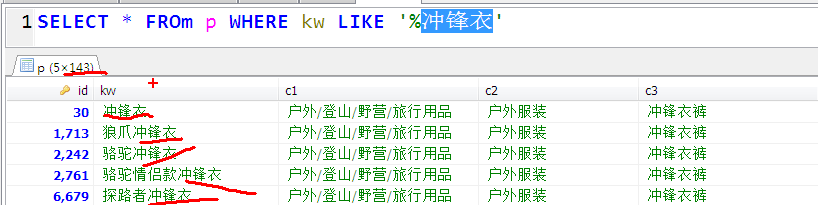 1 SELECT * FROm p WHERE kw LIKE '%冲锋衣'
p (5×143)
id kw c1 c2 c3
30 冲锋衣 户外/登山/野营/旅行用品 户外服装 冲锋衣裤
1,713 狼爪冲锋衣 户外/登山/野营/旅行用品 户外服装 冲锋衣裤
2,242 骆驼冲锋衣 户外/登山/野营/旅行用品 户外服装 冲锋衣裤
2,761 骆驼情侣款冲锋衣 户外/登山/野营/旅行用品 户外服装 冲锋衣裤
6,679 探路者冲锋衣 户外/登山/野营/旅行用品 户外服装 冲锋衣裤